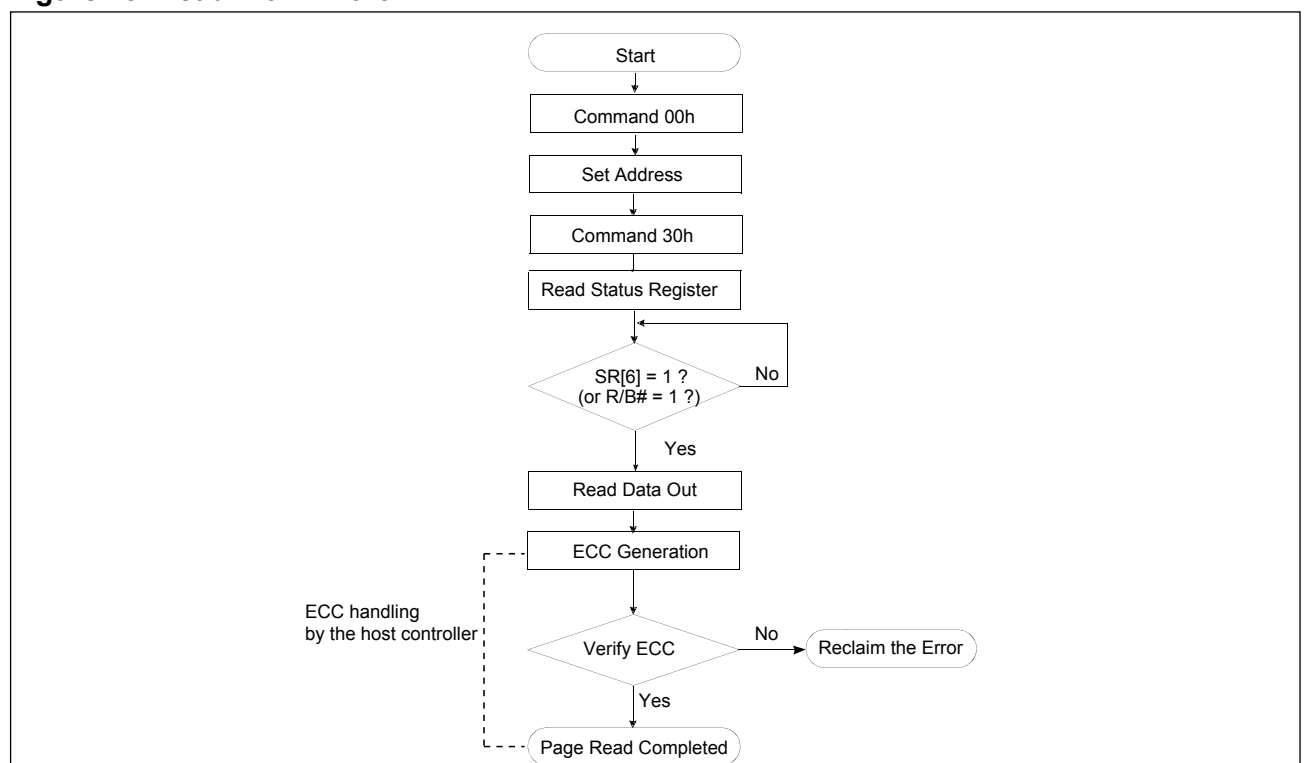 Start
Command 00h
Set Address
Command 30h
Read Status Register
SR[6] = 1 ?
(or R/B# = 1 ?)
No
Yes
Read Data Out
ECC Generation
ECC handling
by the host controller
Verify ECC
No
Reclaim the Error
Yes
Page Read Completed